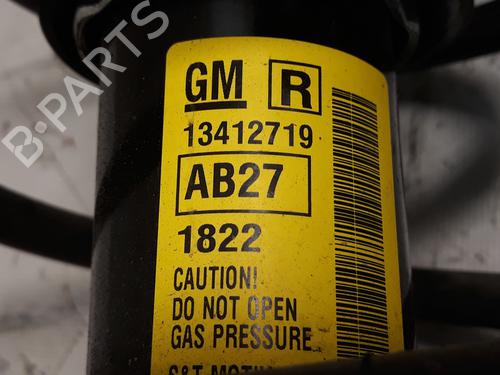 B-PARTS
GM R
13412719
AB27
1822
CAUTION!
DO NOT OPEN
GAS PRESSURE
S&T